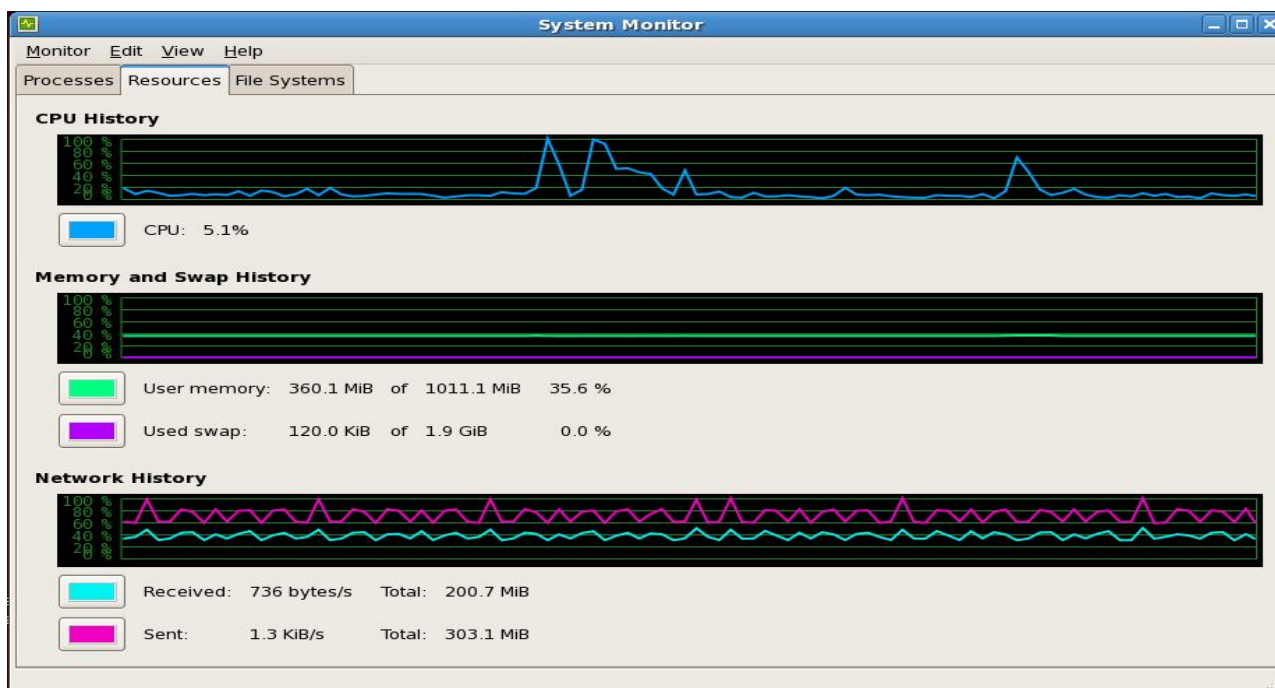 System Monitor
Monitor Edit View Help
Processes Resources File Systems
CPU History
100 %
80 %
60 %
40 %
20 %
0 %
CPU: 5.1%
Memory and Swap History
100 %
80 %
60 %
40 %
20 %
0 %
User memory: 360.1 MiB of 1011.1 MiB 35.6 %
Used swap: 120.0 KiB of 1.9 GiB 0.0 %
Network History
100 %
80 %
60 %
40 %
20 %
0 %
Received: 736 bytes/s Total: 200.7 MiB
Sent: 1.3 KiB/s Total: 303.1 MiB